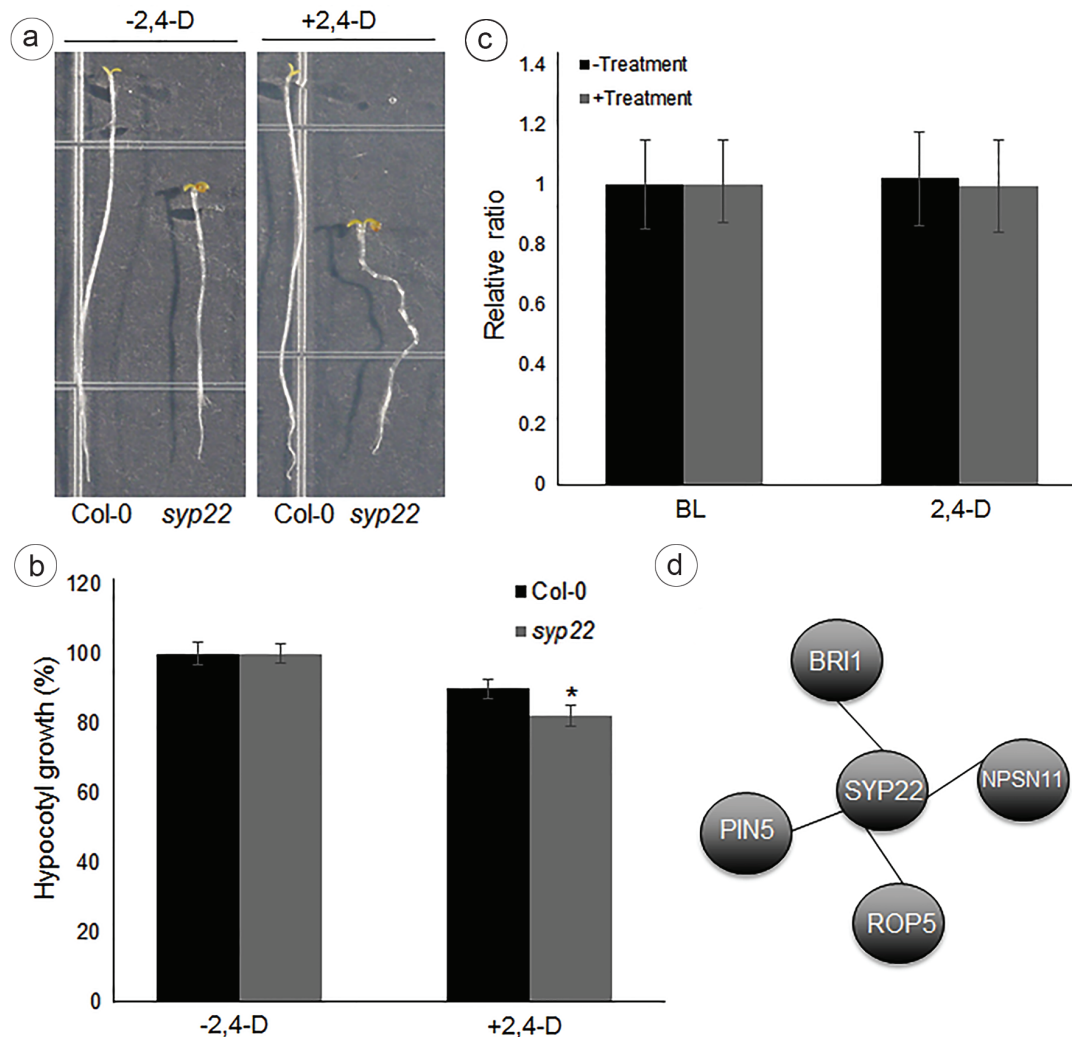 a
-2,4-D
+2,4-D
Col-0
syp22
Col-0
syp22
c
Relative ratio
1.4
1.2
1
0.8
0.6
0.4
0.2
0
-Treatment
+Treatment
BL
2,4-D
b
Hypocotyl growth (%)
120
100
80
60
40
20
0
Col-0
syp22
*
-2,4-D
+2,4-D
d
BRI1
SYP22
NPSN11
PIN5
ROP5